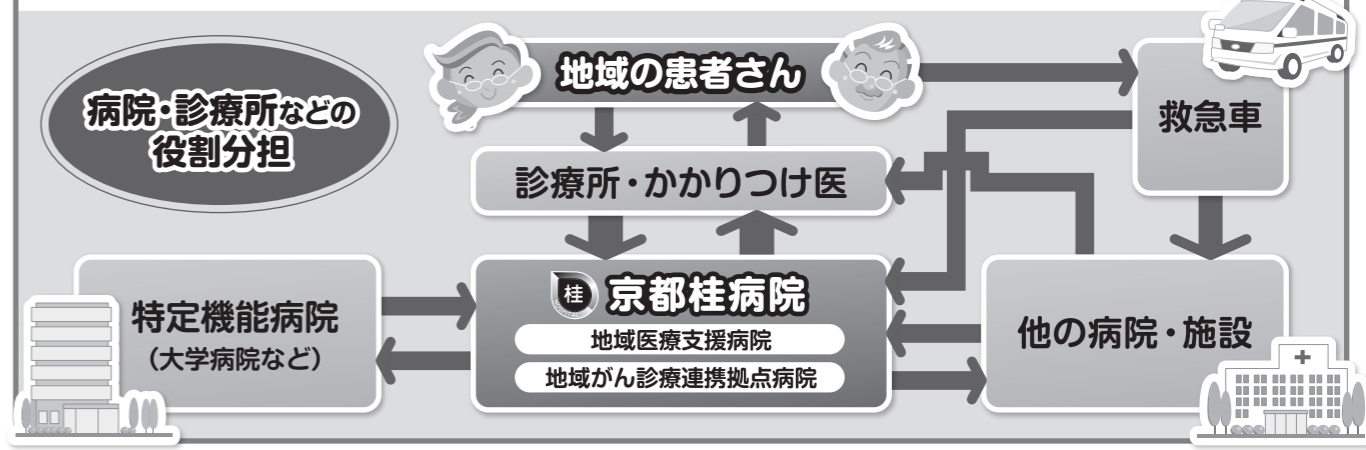 病院・診療所などの
役割分担
地域の患者さん
救急車
診療所・かかりつけ医
特定機能病院
(大学病院など)
桂 京都桂病院
地域医療支援病院
地域がん診療連携拠点病院
他の病院・施設